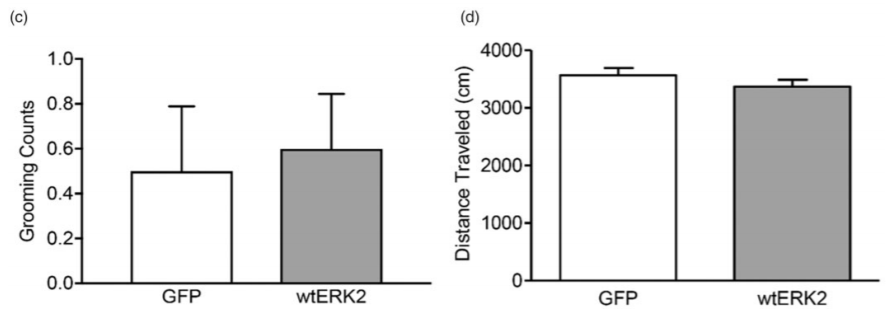 (c)
Grooming Counts
1.0
0.8
0.6
0.4
0.2
0.0
GFP
wtERK2
(d)
Distance Traveled (cm)
4000
3000
2000
1000
0
GFP
wtERK2